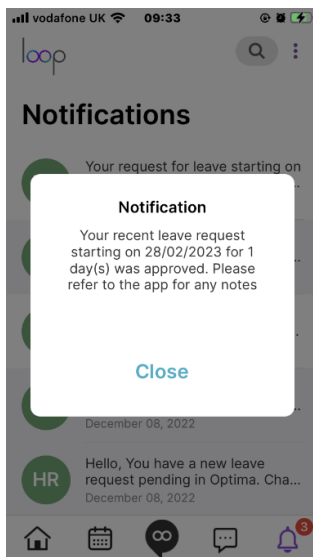 vodafone UK 09:33
loop
Notifications
Your request for leave starting on
Notification
Your recent leave request
starting on 28/02/2023 for 1
day(s) was approved. Please
refer to the app for any notes
Close
December 08, 2022
HR
Hello, You have a new leave
request pending in Optima. Cha...
December 08, 2022
3